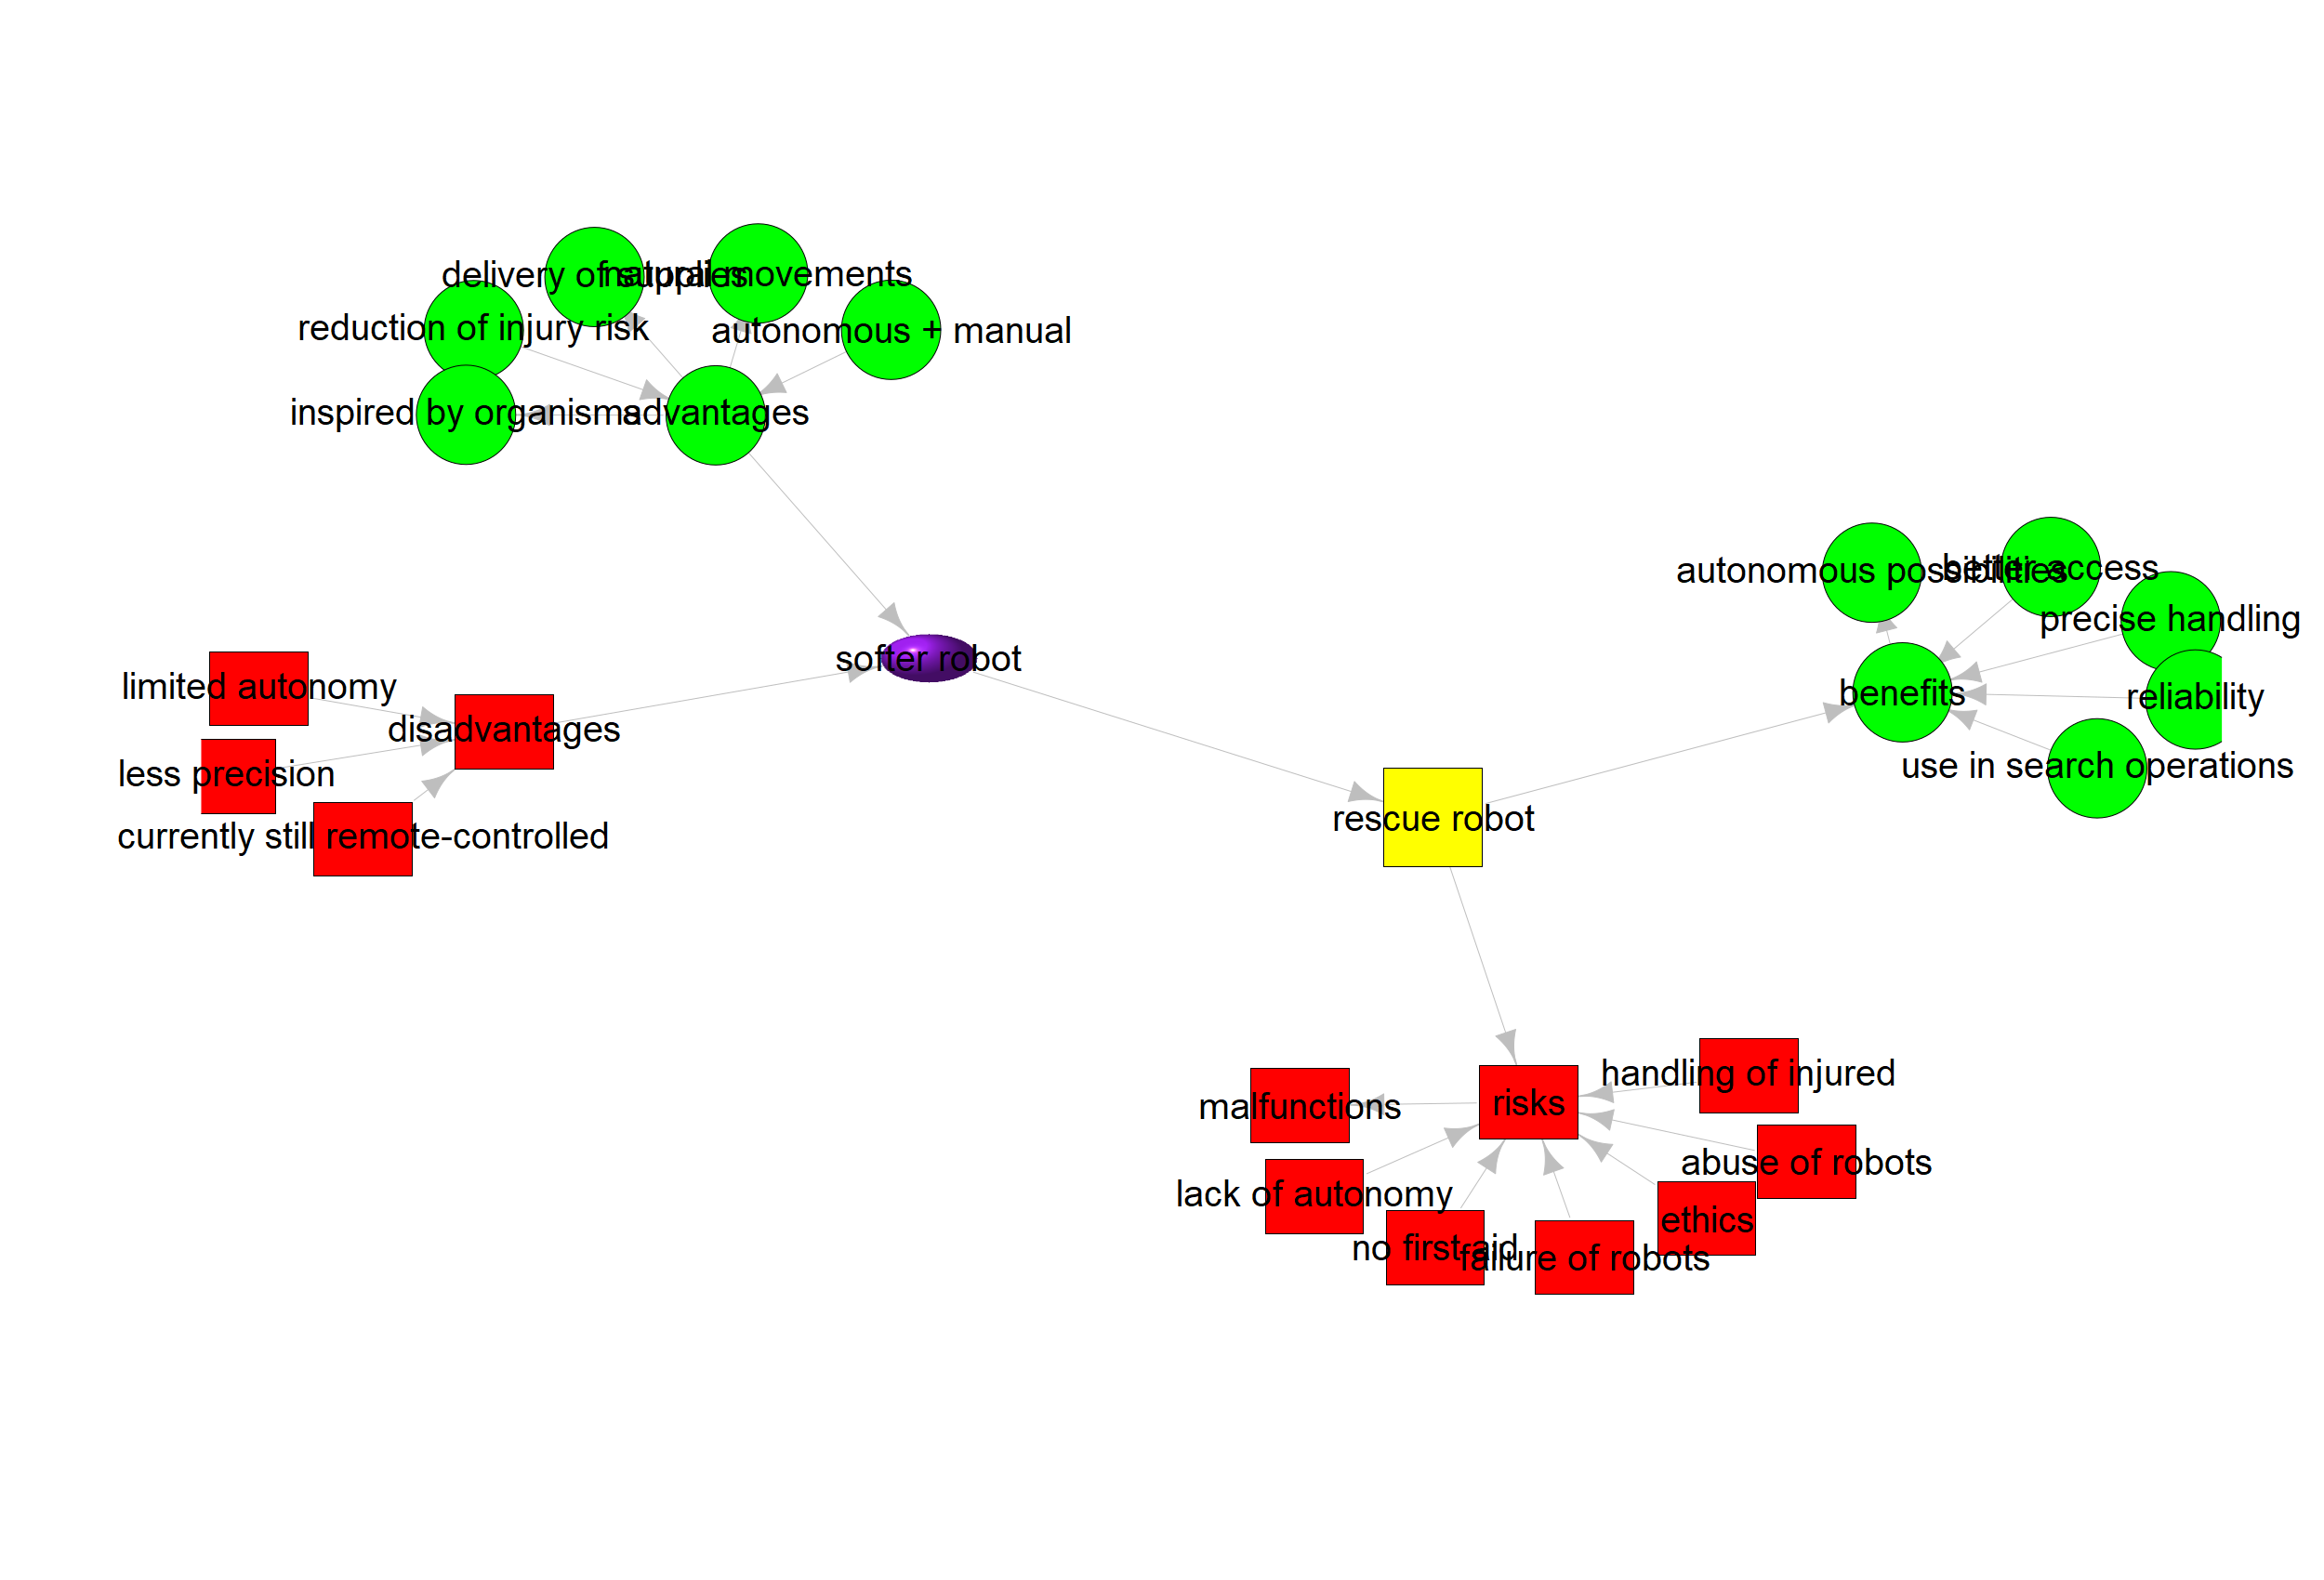 delivery of supplies
natural movements
reduction of injury risk
autonomous + manual
inspired by organisms
advantages
autonomous possibilities
better access
precise handling
softer robot
limited autonomy
benefits
reliability
disadvantages
less precision
use in search operations
rescue robot
currently still remote-controlled
handling of injured
malfunctions
risks
abuse of robots
lack of autonomy
ethics
no first aid
failure of robots